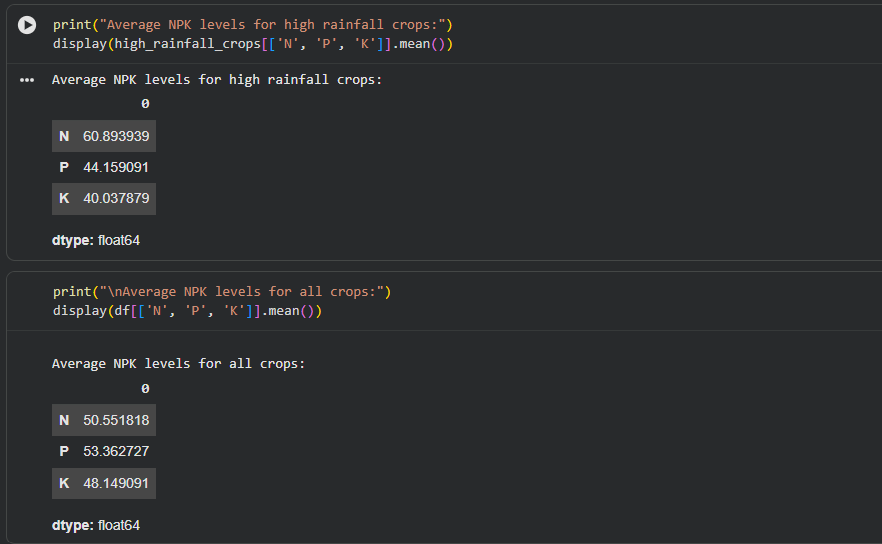 print("Average NPK levels for high rainfall crops:")
display(high_rainfall_crops[['N', 'P', 'K']].mean())
Average NPK levels for high rainfall crops:
0
N 60.893939
P 44.159091
K 40.037879
dtype: float64
print("\nAverage NPK levels for all crops:")
display(df[['N', 'P', 'K']].mean())
Average NPK levels for all crops:
0
N 50.551818
P 53.362727
K 48.149091
dtype: float64